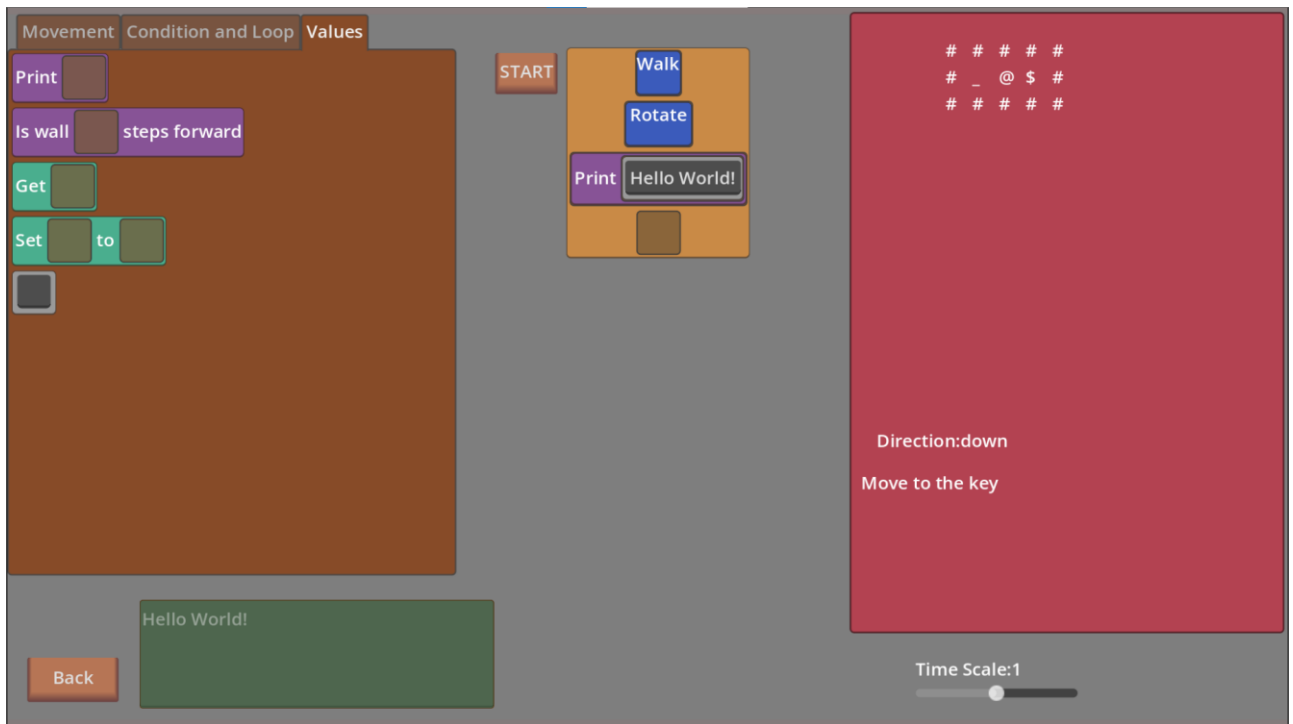 Movement Condition and Loop Values
Print
Is wall steps forward
Get
Set to
START
Walk
Rotate
Print Hello World!
# # # # #
# _ @ $ #
# # # # #
Direction:down
Move to the key
Hello World!
Back
Time Scale:1